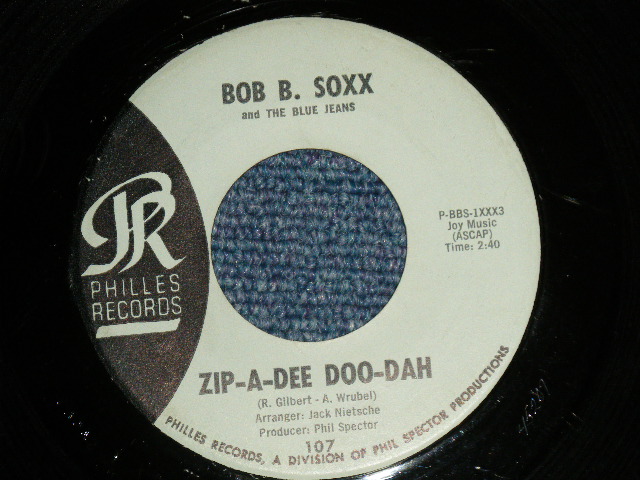 BOB B. SOXX
and THE BLUE JEANS
P-BBS-1XXX3
Joy Music
(ASCAP)
Time: 2:40
PHILLES
RECORDS
ZIP-A-DEE DOO-DAH
(R. Gilbert - A. Wrubel)
Arranger: Jack Nietsche
Producer: Phil Spector
107
PHILLES RECORDS, A DIVISION OF PHIL SPECTOR PRODUCTIONS